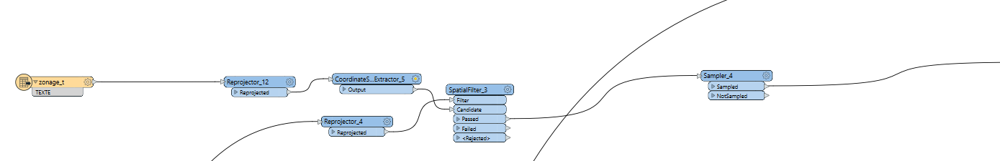 zonage_t
TEXTE
Reprojector_12
Reprojected
CoordinateS...Extractor_5
Output
Reprojector_4
Reprojected
SpatialFilter_3
Filter
Candidate
Passed
Failed
<Rejected>
Sampler_4
Sampled
NotSampled